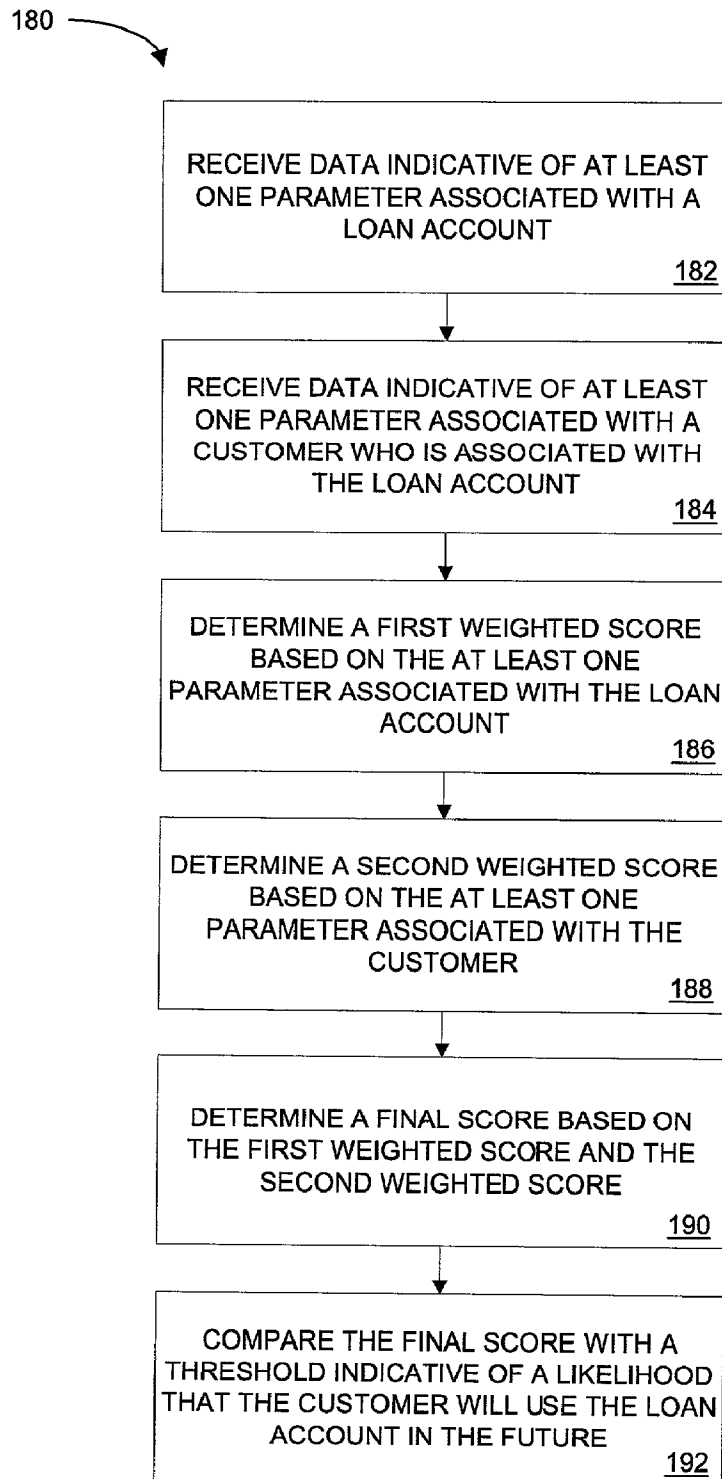 180
RECEIVE DATA INDICATIVE OF AT LEAST
ONE PARAMETER ASSOCIATED WITH A
LOAN ACCOUNT
182
RECEIVE DATA INDICATIVE OF AT LEAST
ONE PARAMETER ASSOCIATED WITH A
CUSTOMER WHO IS ASSOCIATED WITH
THE LOAN ACCOUNT
184
DETERMINE A FIRST WEIGHTED SCORE
BASED ON THE AT LEAST ONE
PARAMETER ASSOCIATED WITH THE LOAN
ACCOUNT
186
DETERMINE A SECOND WEIGHTED SCORE
BASED ON THE AT LEAST ONE
PARAMETER ASSOCIATED WITH THE
CUSTOMER
188
DETERMINE A FINAL SCORE BASED ON
THE FIRST WEIGHTED SCORE AND THE
SECOND WEIGHTED SCORE
190
COMPARE THE FINAL SCORE WITH A
THRESHOLD INDICATIVE OF A LIKELIHOOD
THAT THE CUSTOMER WILL USE THE LOAN
ACCOUNT IN THE FUTURE
192